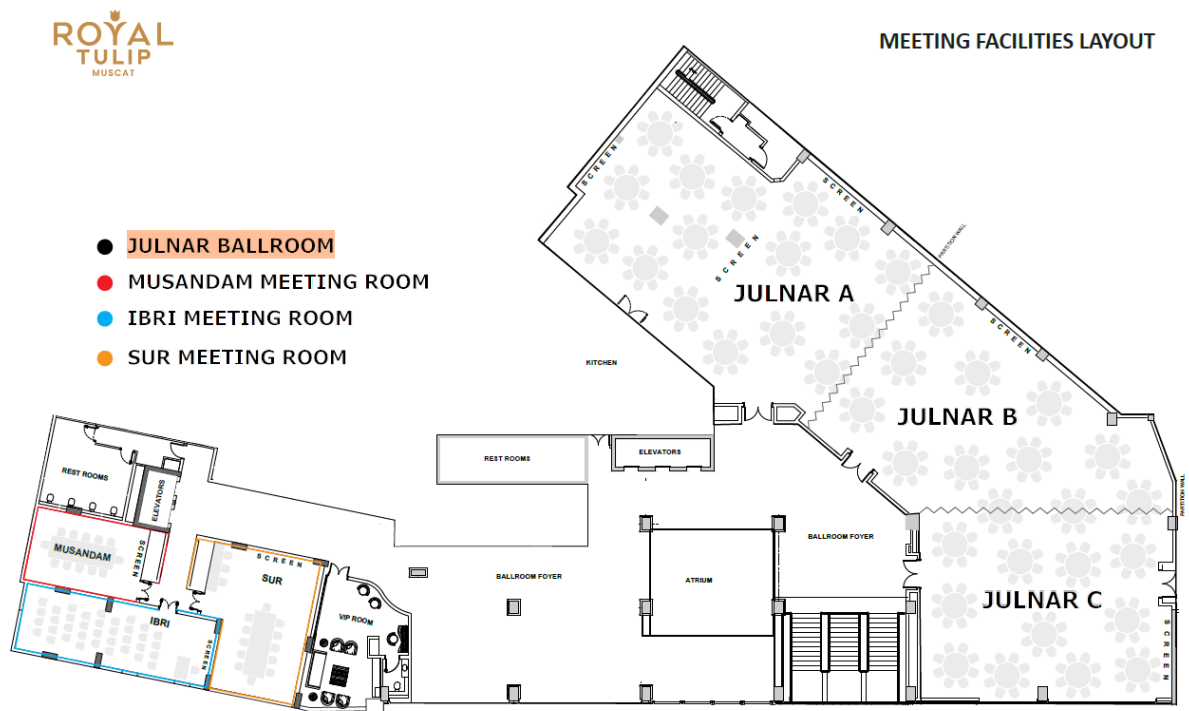 ROYAL
TULIP
MUSCAT
MEETING FACILITIES LAYOUT
JULNAR BALLROOM
MUSANDAM MEETING ROOM
IBRI MEETING ROOM
SUR MEETING ROOM
SCREEN
SCREEN
SCREEN
PARTITION WALL
JULNAR A
SCREEN
KITCHEN
JULNAR B
REST ROOMS
ELEVATORS
REST ROOMS
ELEVATORS
PARTITION WALL
MUSANDAM
SCREEN
SCREEN
SUR
BALLROOM FOYER
ATRIUM
BALLROOM FOYER
JULNAR C
VIP ROOM
IBRI
SCREEN
SCREEN